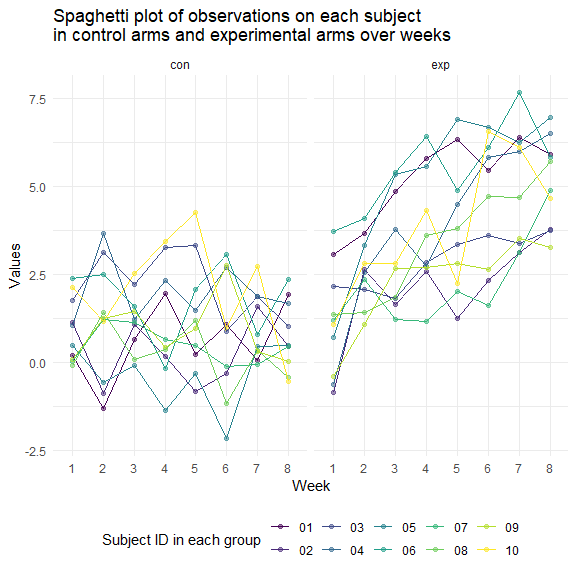 Spaghetti plot of observations on each subject
in control arms and experimental arms over weeks
con exp
7.5
5.0
2.5
0.0
-2.5
Values
1 2 3 4 5 6 7 8 1 2 3 4 5 6 7 8
Week
Subject ID in each group
01 03 05 07 09
02 04 06 08 10